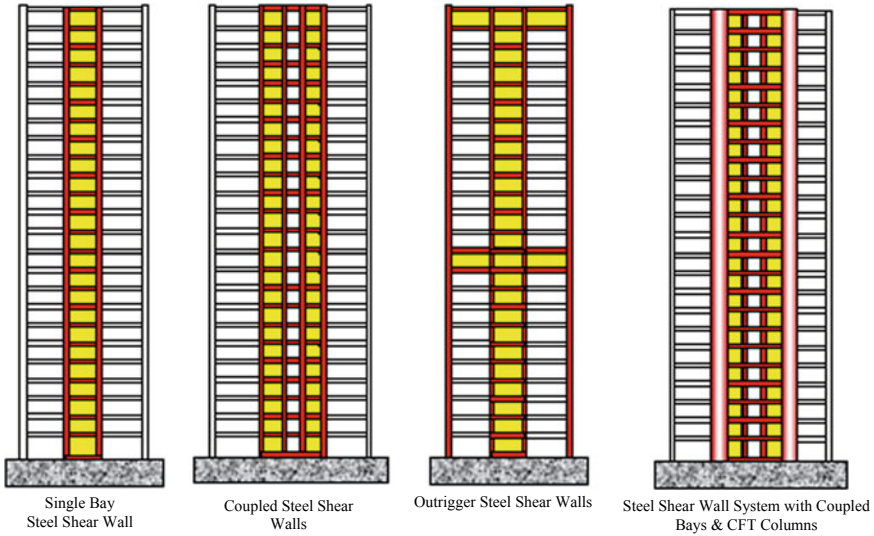 Single Bay
Steel Shear Wall
Coupled Steel Shear
Walls
Outrigger Steel Shear Walls
Steel Shear Wall System with Coupled
Bays & CFT Columns